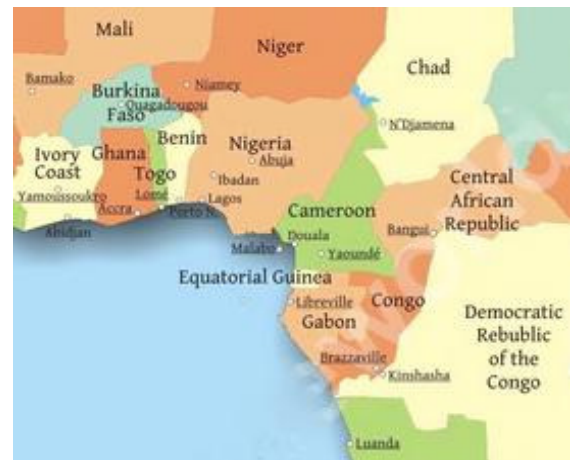 Mali
Niger
Chad
Bamako
Niamey
Burkina
Faso
Ouagadougou
N'Djamena
Benin
Nigeria
Abuja
Ivory
Coast
Ghana
Togo
Ibadan
Central
African
Republic
Yamoussoukro
Lomé
Lagos
Accra
Porto N.
Cameroon
Bangui
Abidjan
Douala
Malabo
Yaoundé
Equatorial Guinea
Libreville
Congo
Gabon
Democratic
Rebublic
of the
Congo
Brazzaville
Kinshasha
Luanda